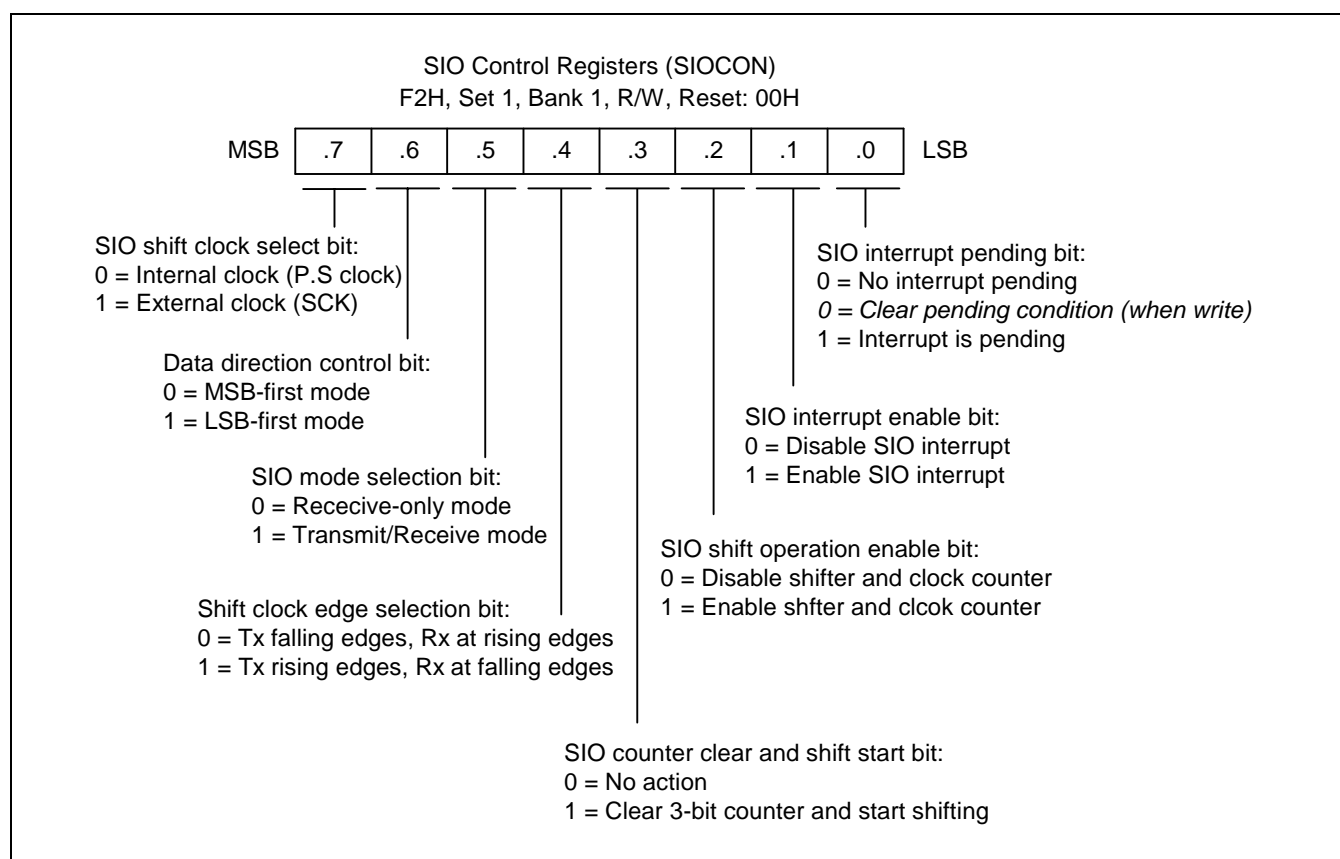 SIO Control Registers (SIOCON)
F2H, Set 1, Bank 1, R/W, Reset: 00H
MSB .7 .6 .5 .4 .3 .2 .1 .0 LSB
SIO shift clock select bit:
0 = Internal clock (P.S clock)
1 = External clock (SCK)
Data direction control bit:
0 = MSB-first mode
1 = LSB-first mode
SIO mode selection bit:
0 = Rececive-only mode
1 = Transmit/Receive mode
Shift clock edge selection bit:
0 = Tx falling edges, Rx at rising edges
1 = Tx rising edges, Rx at falling edges
SIO interrupt pending bit:
0 = No interrupt pending
0 = Clear pending condition (when write)
1 = Interrupt is pending
SIO interrupt enable bit:
0 = Disable SIO interrupt
1 = Enable SIO interrupt
SIO shift operation enable bit:
0 = Disable shifter and clock counter
1 = Enable shfter and clcok counter
SIO counter clear and shift start bit:
0 = No action
1 = Clear 3-bit counter and start shifting